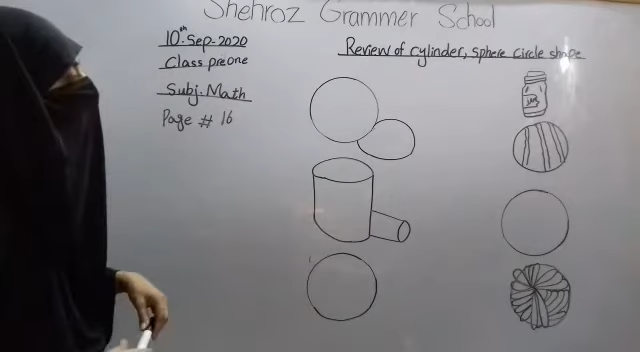 Shehroz Grammer School
10th Sep-2020
Class preone
Subj. Math
Page # 16
Review of cylinder, sphere circle shape